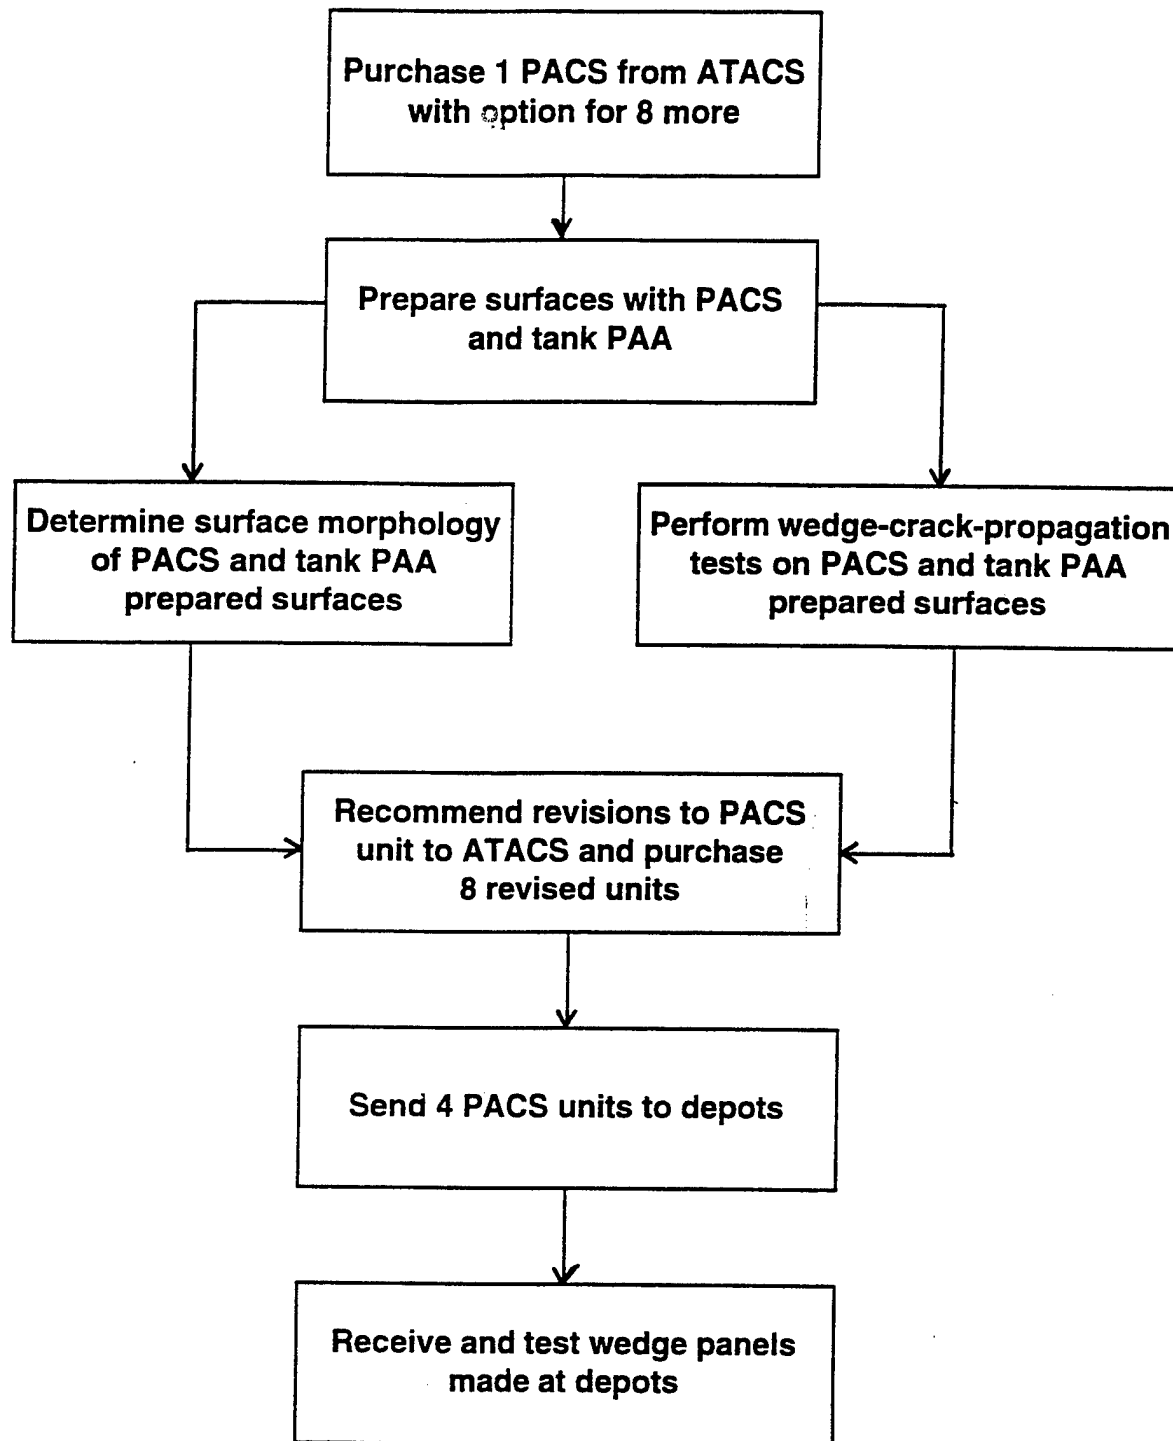 Purchase 1 PACS from ATACS
with option for 8 more
Prepare surfaces with PACS
and tank PAA
Determine surface morphology
of PACS and tank PAA
prepared surfaces
Perform wedge-crack-propagation
tests on PACS and tank PAA
prepared surfaces
Recommend revisions to PACS
unit to ATACS and purchase
8 revised units
Send 4 PACS units to depots
Receive and test wedge panels
made at depots